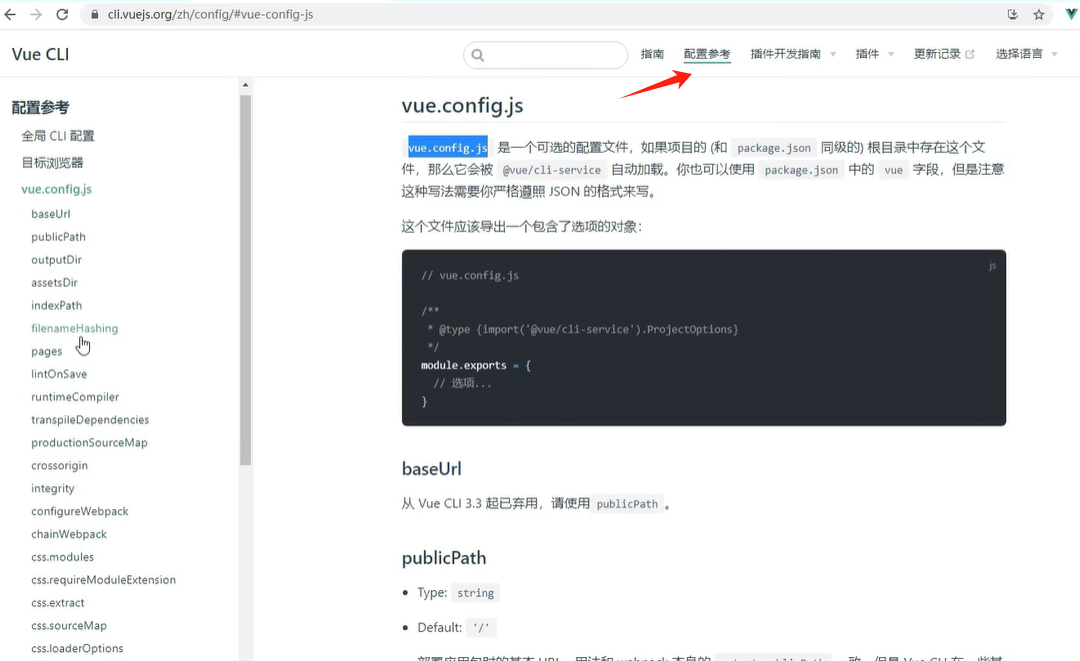 cli.vuejs.org/zh/config/#vue-config-js
Vue CLI
指南
配置参考
插件开发指南
插件
更新记录
选择语言
配置参考
全局 CLI 配置
目标浏览器
vue.config.js
baseUrl
publicPath
outputDir
assetsDir
indexPath
filenameHashing
pages
lintOnSave
runtimeCompiler
transpileDependencies
productionSourceMap
crossorigin
integrity
configureWebpack
chainWebpack
css.modules
css.requireModuleExtension
css.extract
css.sourceMap
css.loaderOptions
vue.config.js
vue.config.js 是一个可选的配置文件，如果项目的 (和 package.json 同级的) 根目录中存在这个文
件，那么它会被 @vue/cli-service 自动加载。你也可以使用 package.json 中的 vue 字段，但是注意
这种写法需要你严格遵照 JSON 的格式来写。
这个文件应该导出一个包含了选项的对象：
js
// vue.config.js
/**
* @type {import('@vue/cli-service').ProjectOptions}
*/
module.exports = {
// 选项...
}
baseUrl
从 Vue CLI 3.3 起已弃用，请使用 publicPath 。
publicPath
Type: string
Default: '/'